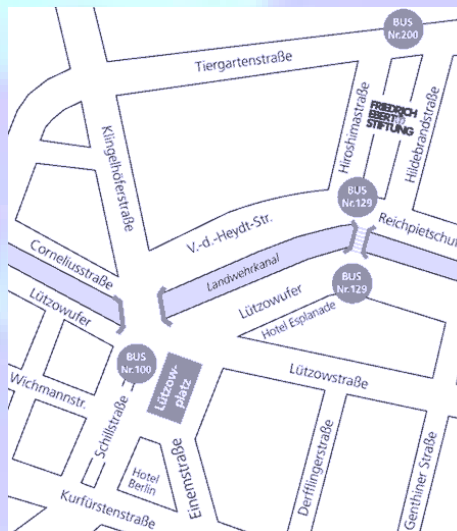 BUS
Nr.200
Tiergartenstraße
FRIEDRICH
EBERT
STIFTUNG
Hiroshimastraße
Hildebrandstraße
Klingelhöferstraße
BUS
Nr.129
Reichpietschuf
V.-d.-Heydt-Str.
Corneliusstraße
Landwehrkanal
BUS
Nr.129
Lützowufer
Lützowufer
Hotel Esplanade
BUS
Nr.100
Lützow-
platz
Lützowstraße
Wichmannstr.
Schillstraße
Einemstraße
Derfflingerstraße
Genthiner Straße
Hotel
Berlin
Kurfürstenstraße